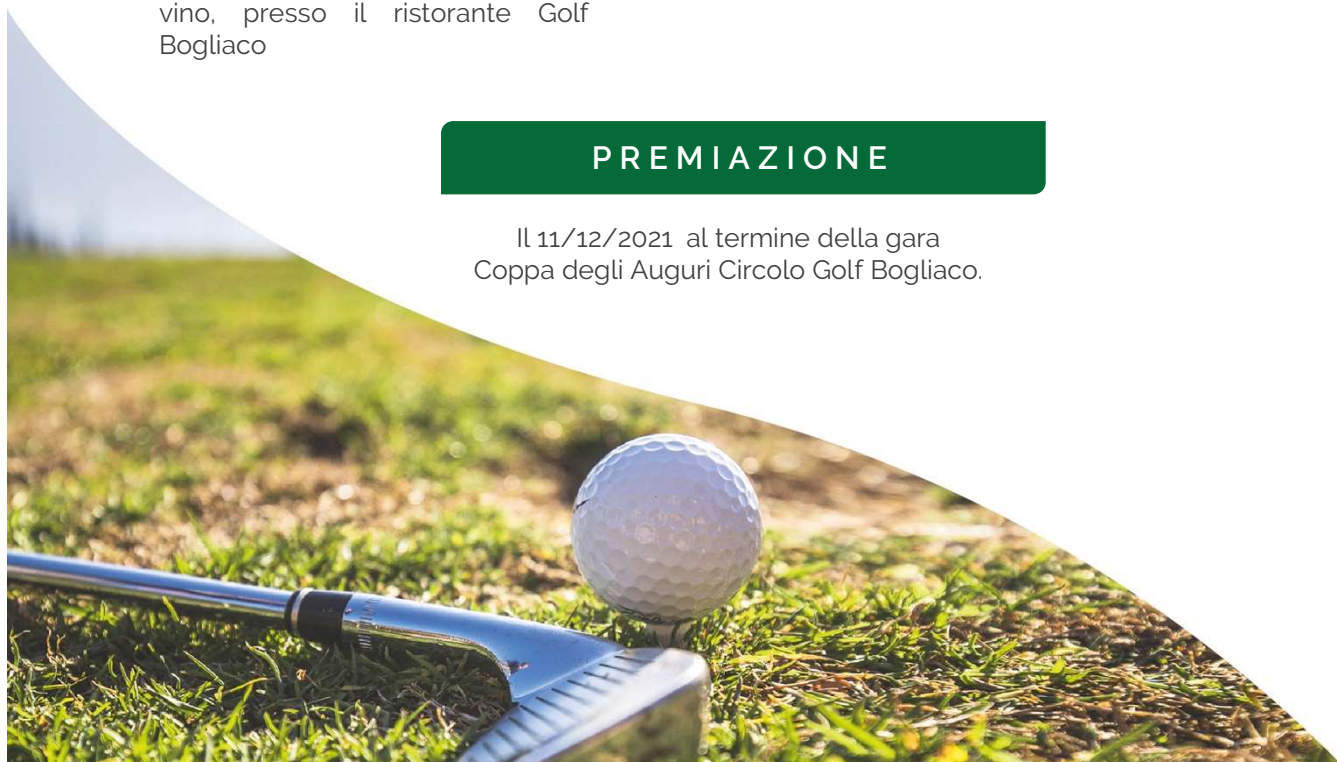 vino, presso il ristorante Golf
Bogliaco
PREMIAZIONE
Il 11/12/2021 al termine della gara
Coppa degli Auguri Circolo Golf Bogliaco.